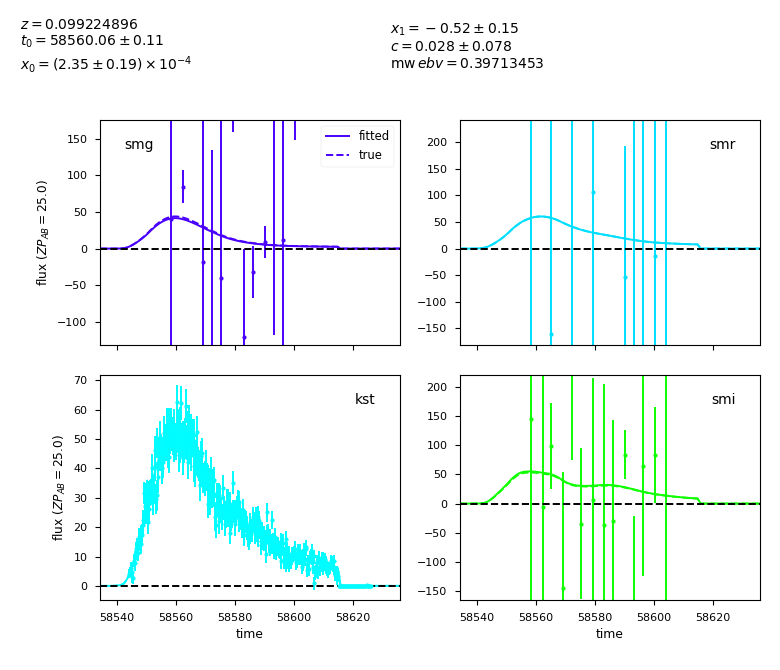 z = 0.099224896
t₀ = 58560.06 ± 0.11
x₀ = (2.35 ± 0.19) × 10⁻⁴
x₁ = −0.52 ± 0.15
c = 0.028 ± 0.078
mw ebv = 0.39713453
smg
fitted
true
150
100
50
0
−50
−100
flux (ZP_AB = 25.0)
smr
200
150
100
50
0
−50
−100
−150
kst
70
60
50
40
30
20
10
0
flux (ZP_AB = 25.0)
58540 58560 58580 58600 58620
time
smi
200
150
100
50
0
−50
−100
−150
58540 58560 58580 58600 58620
time